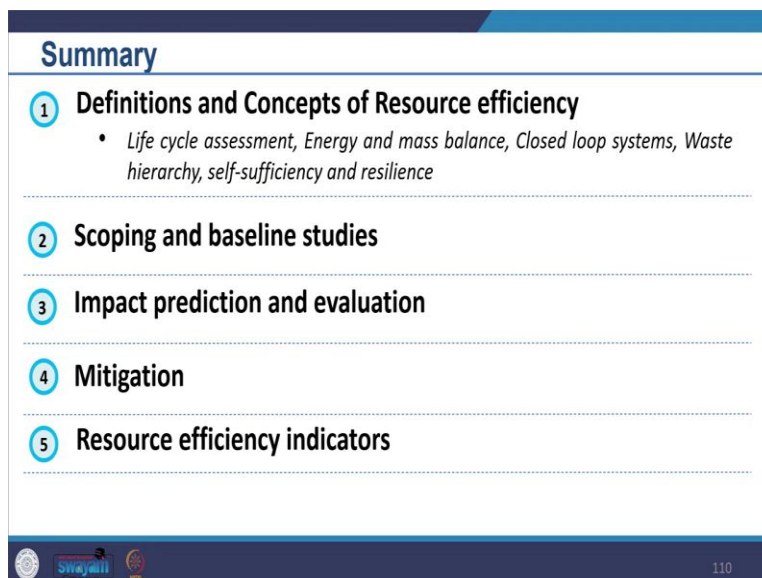 Summary
1 Definitions and Concepts of Resource efficiency
• Life cycle assessment, Energy and mass balance, Closed loop systems, Waste
hierarchy, self-sufficiency and resilience
2 Scoping and baseline studies
3 Impact prediction and evaluation
4 Mitigation
5 Resource efficiency indicators
swayam
110